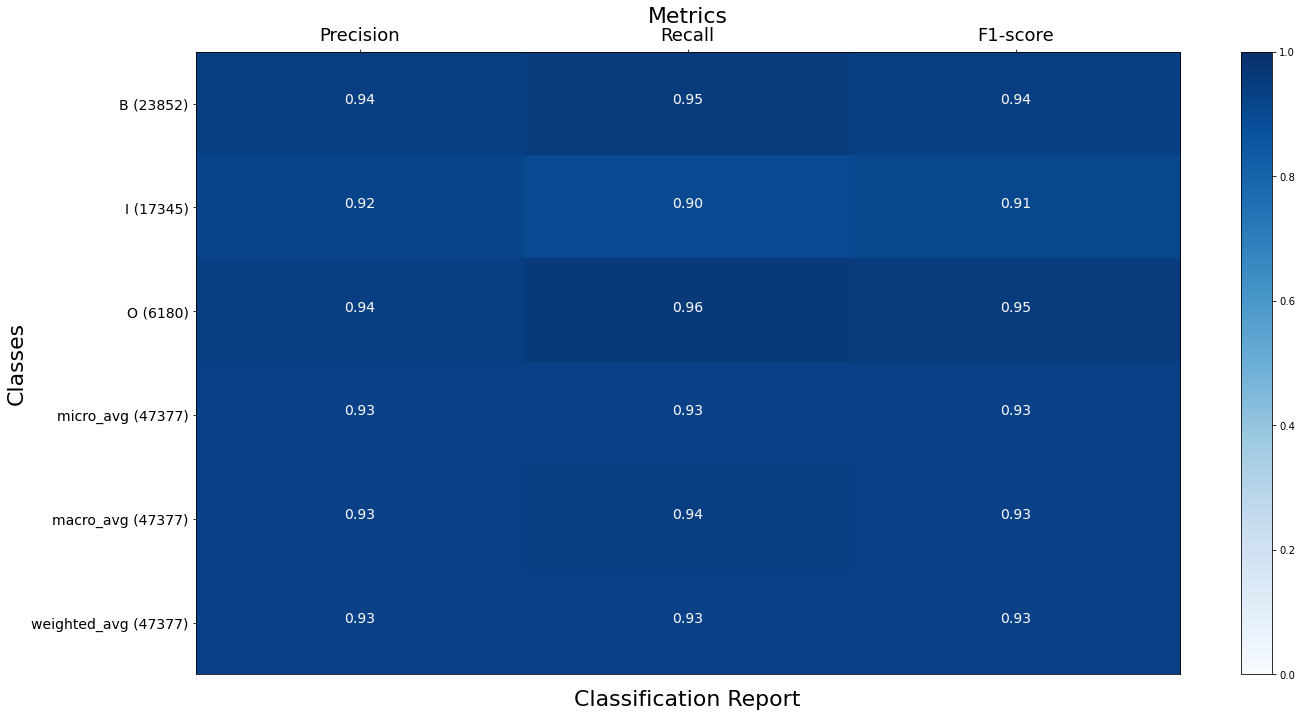 Metrics
Precision Recall F1-score
B (23852) 0.94 0.95 0.94
I (17345) 0.92 0.90 0.91
O (6180) 0.94 0.96 0.95
micro_avg (47377) 0.93 0.93 0.93
macro_avg (47377) 0.93 0.94 0.93
weighted_avg (47377) 0.93 0.93 0.93
Classes
Classification Report
1.0
0.8
0.6
0.4
0.2
0.0